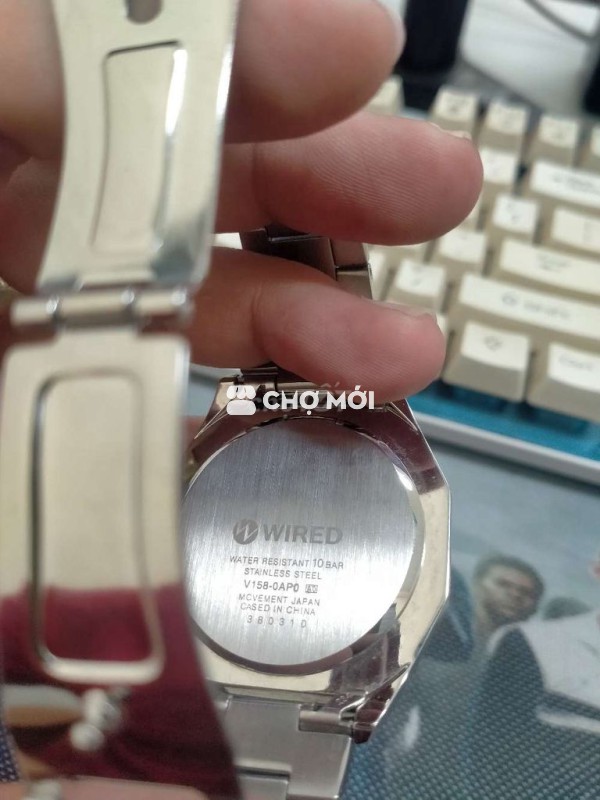 CHỢ MỚI
WIRED
WATER RESISTANT 10 BAR
STAINLESS STEEL
V158-0AP0
MOVEMENT JAPAN
CASED IN CHINA
380310